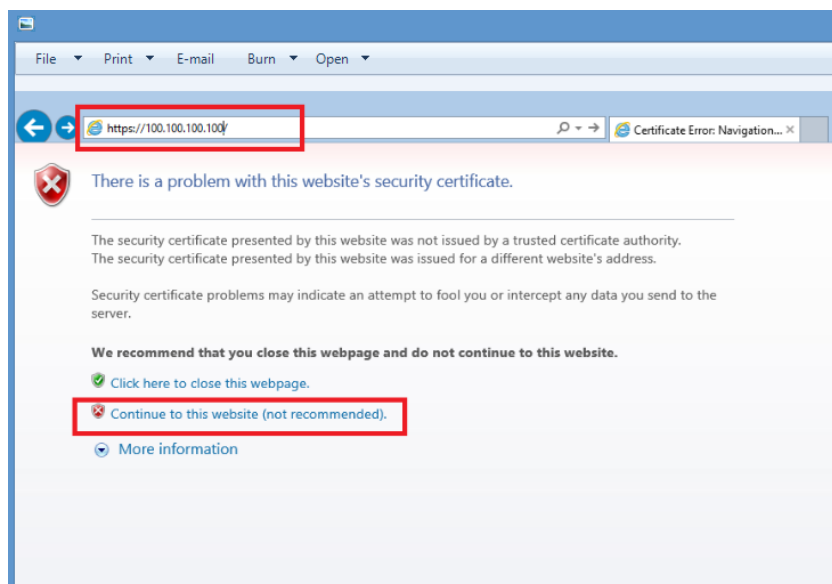 File Print E-mail Burn Open
https://100.100.100.100/ Certificate Error: Navigation...
There is a problem with this website's security certificate.
The security certificate presented by this website was not issued by a trusted certificate authority.
The security certificate presented by this website was issued for a different website's address.
Security certificate problems may indicate an attempt to fool you or intercept any data you send to the
server.
We recommend that you close this webpage and do not continue to this website.
Click here to close this webpage.
Continue to this website (not recommended).
More information